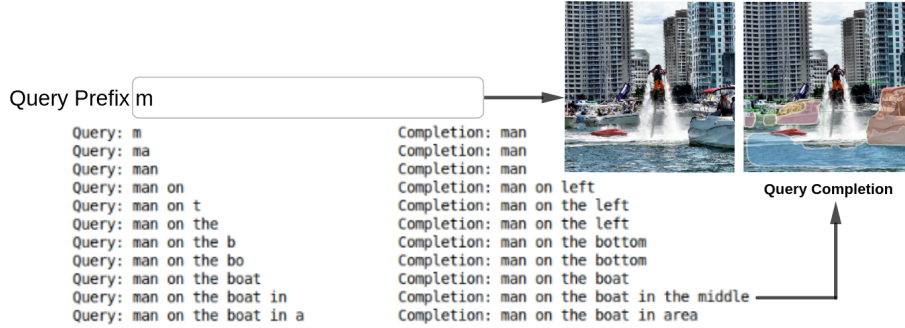 Query Prefix m
Query: m Completion: man
Query: ma Completion: man
Query: man Completion: man
Query: man on Completion: man on left
Query: man on t Completion: man on the left
Query: man on the Completion: man on the left
Query: man on the b Completion: man on the bottom
Query: man on the bo Completion: man on the bottom
Query: man on the boat Completion: man on the boat
Query: man on the boat in Completion: man on the boat in the middle
Query: man on the boat in a Completion: man on the boat in area
Query Completion